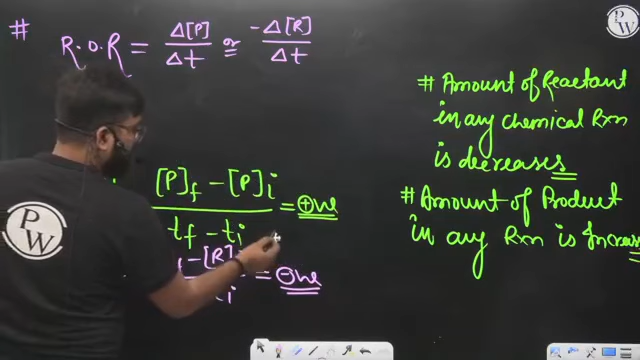 # R.O.R = Δ[P]/Δt or -Δ[R]/Δt
[P]f - [P]i / tf - ti = ⊕ve
- [R] / i = ⊖ve
# Amount of Reactant
in any chemical Rxn
is decreases
# Amount of Product
in any Rxn is Increase
PW
PW